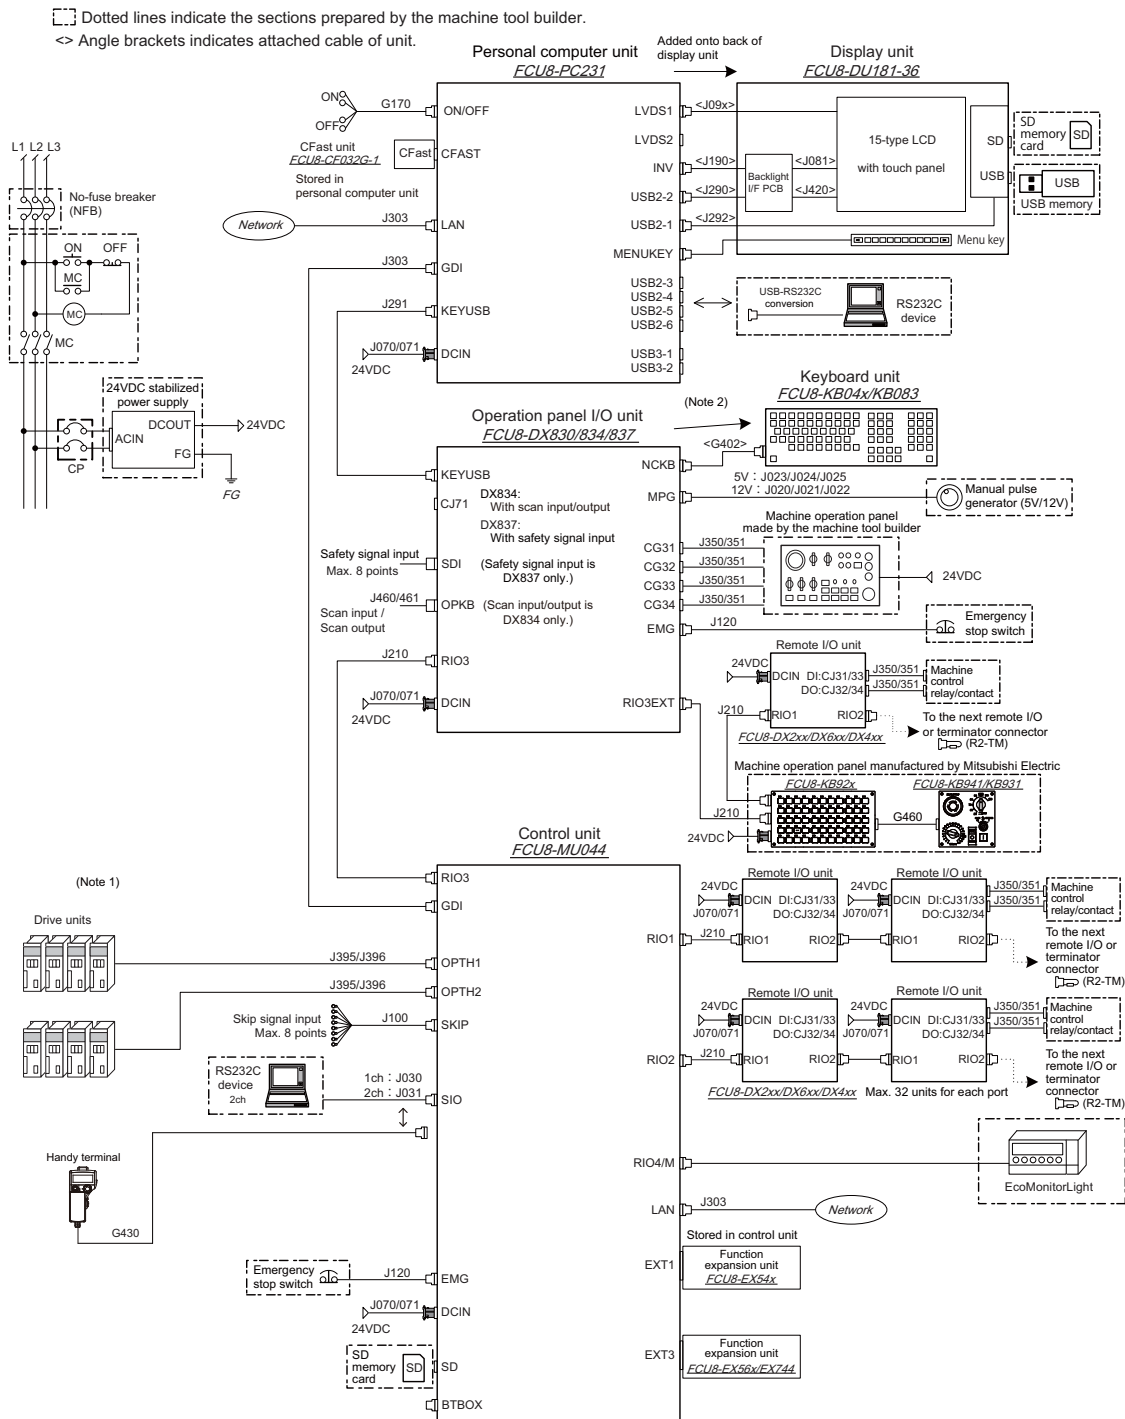 Dotted lines indicate the sections prepared by the machine tool builder.
<> Angle brackets indicates attached cable of unit.
Personal computer unit
FCU8-PC231
Added onto back of
display unit
Display unit
FCU8-DU181-36
ON
OFF
G170
ON/OFF
CFast unit
FCU8-CF032G-1
CFast
CFAST
Stored in
personal computer unit
Network
J303
LAN
J303
GDI
J291
KEYUSB
J070/071
24VDC
DCIN
LVDS1
<J09x>
LVDS2
INV
<J190>
USB2-2
<J290>
Backlight
I/F PCB
<J081>
<J420>
USB2-1
<J292>
MENUKEY
Menu key
15-type LCD
with touch panel
SD
USB
SD
memory
card
SD
USB
USB memory
USB2-3
USB2-4
USB2-5
USB2-6
USB3-1
USB3-2
USB-RS232C
conversion
RS232C
device
L1 L2 L3
No-fuse breaker
(NFB)
ON
OFF
MC
MC
MC
24VDC stabilized
power supply
DCOUT
ACIN
FG
24VDC
FG
CP
Operation panel I/O unit
FCU8-DX830/834/837
(Note 2)
Keyboard unit
FCU8-KB04x/KB083
KEYUSB
CJ71
DX834:
With scan input/output
DX837:
With safety signal input
Safety signal input
Max. 8 points
SDI
(Safety signal input is
DX837 only.)
J460/461
Scan input /
Scan output
OPKB
(Scan input/output is
DX834 only.)
J210
RIO3
J070/071
24VDC
DCIN
NCKB
<G402>
MPG
5V : J023/J024/J025
12V : J020/J021/J022
Manual pulse
generator (5V/12V)
Machine operation panel
made by the machine tool builder
CG31
J350/351
CG32
J350/351
CG33
J350/351
CG34
J350/351
24VDC
EMG
J120
Emergency
stop switch
RIO3EXT
Remote I/O unit
24VDC
DCIN
DI:CJ31/33
DO:CJ32/34
J350/351
J350/351
Machine
control
relay/contact
J210
RIO1
RIO2
FCU8-DX2xx/DX6xx/DX4xx
To the next remote I/O
or terminator connector
(R2-TM)
Machine operation panel manufactured by Mitsubishi Electric
FCU8-KB92x
FCU8-KB941/KB931
J210
24VDC
G460
Control unit
FCU8-MU044
(Note 1)
Drive units
RIO3
GDI
J395/J396
OPTH1
J395/J396
OPTH2
Skip signal input
Max. 8 points
J100
SKIP
RS232C
device
2ch
1ch : J030
2ch : J031
SIO
Handy terminal
G430
Emergency
stop switch
J120
EMG
J070/071
24VDC
DCIN
SD
memory
card
SD
SD
BTBOX
Remote I/O unit
Remote I/O unit
24VDC
J070/071
DCIN
DI:CJ31/33
DO:CJ32/34
24VDC
J070/071
DCIN
DI:CJ31/33
DO:CJ32/34
J350/351
J350/351
Machine
control
relay/contact
RIO1
J210
RIO1
RIO2
RIO1
RIO2
To the next
remote I/O or
terminator
connector
(R2-TM)
Remote I/O unit
Remote I/O unit
24VDC
J070/071
DCIN
DI:CJ31/33
DO:CJ32/34
24VDC
J070/071
DCIN
DI:CJ31/33
DO:CJ32/34
J350/351
J350/351
Machine
control
relay/contact
RIO2
J210
RIO1
RIO2
RIO1
RIO2
To the next
remote I/O or
terminator
connector
(R2-TM)
FCU8-DX2xx/DX6xx/DX4xx
Max. 32 units for each port
RIO4/M
EcoMonitorLight
LAN
J303
Network
Stored in control unit
EXT1
Function
expansion unit
FCU8-EX54x
EXT3
Function
expansion unit
FCU8-EX56x/EX744